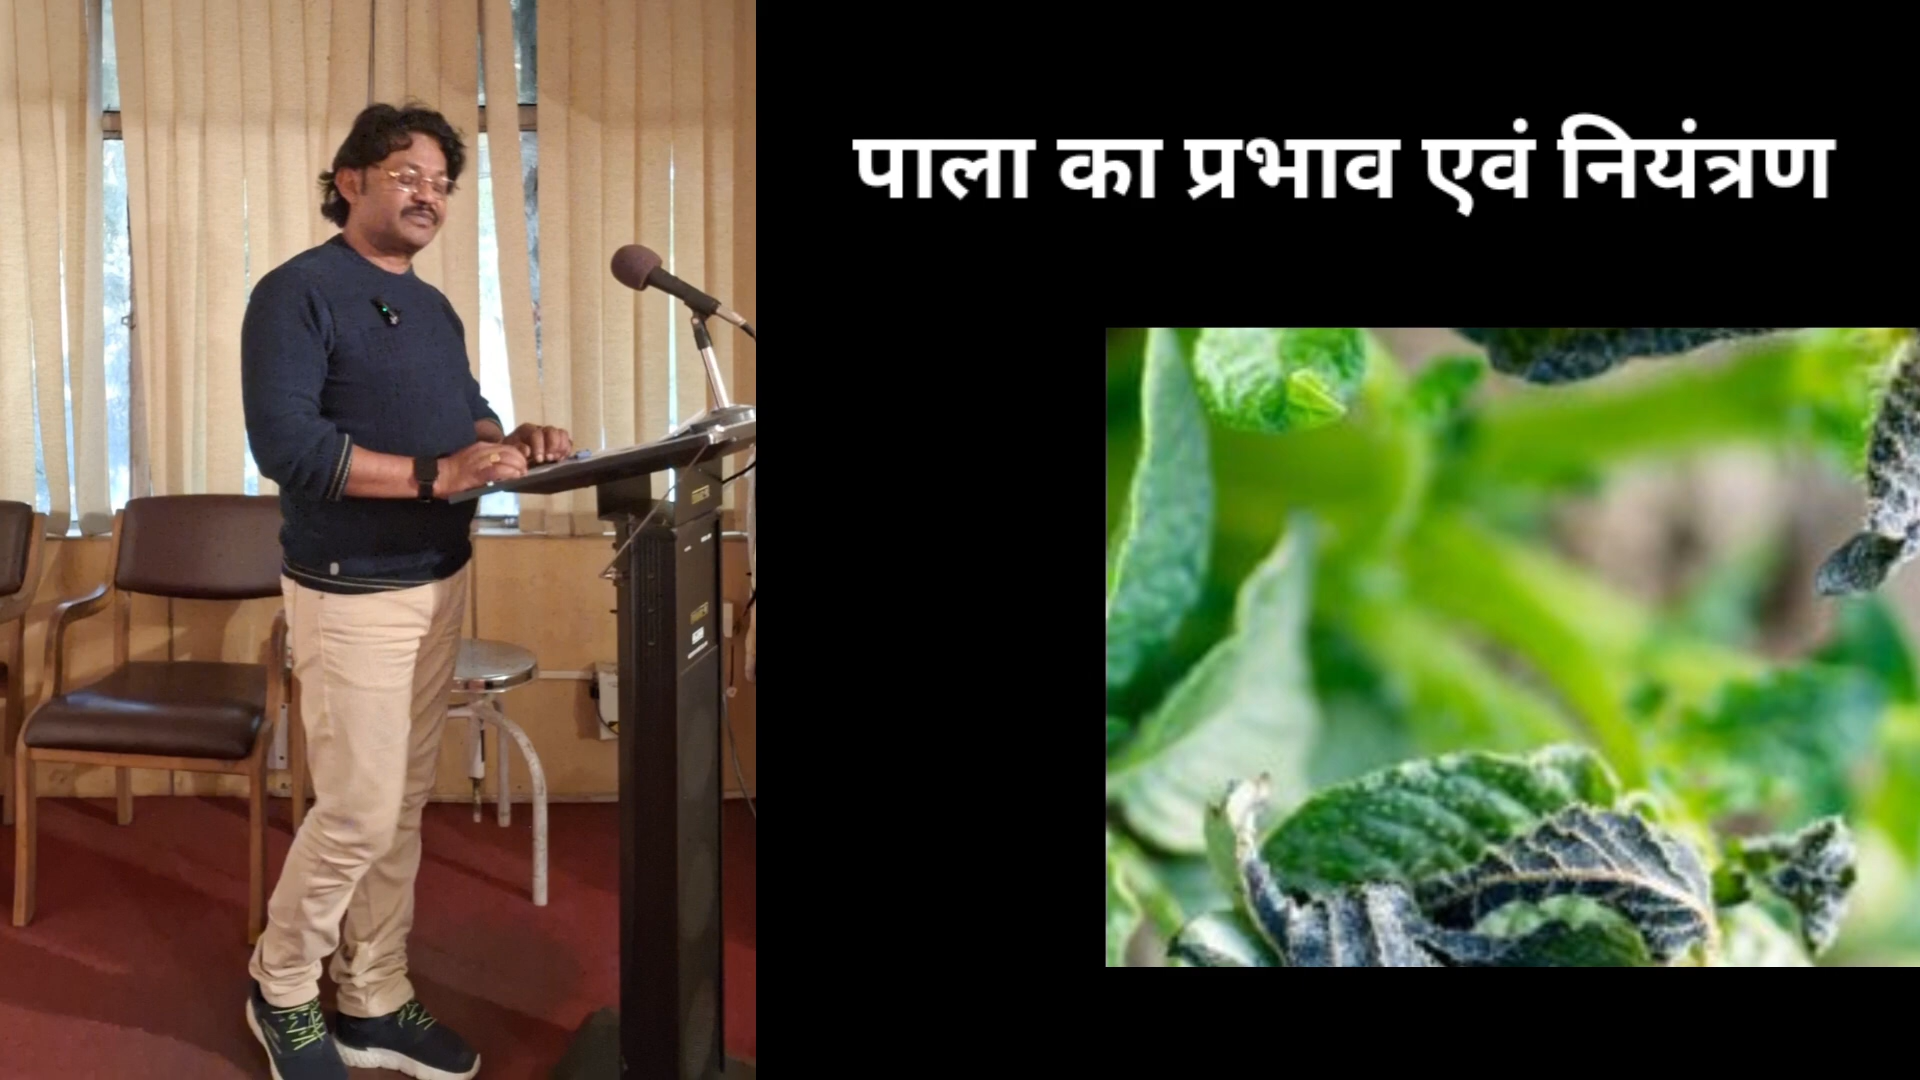 पाला का प्रभाव एवं नियंत्रण